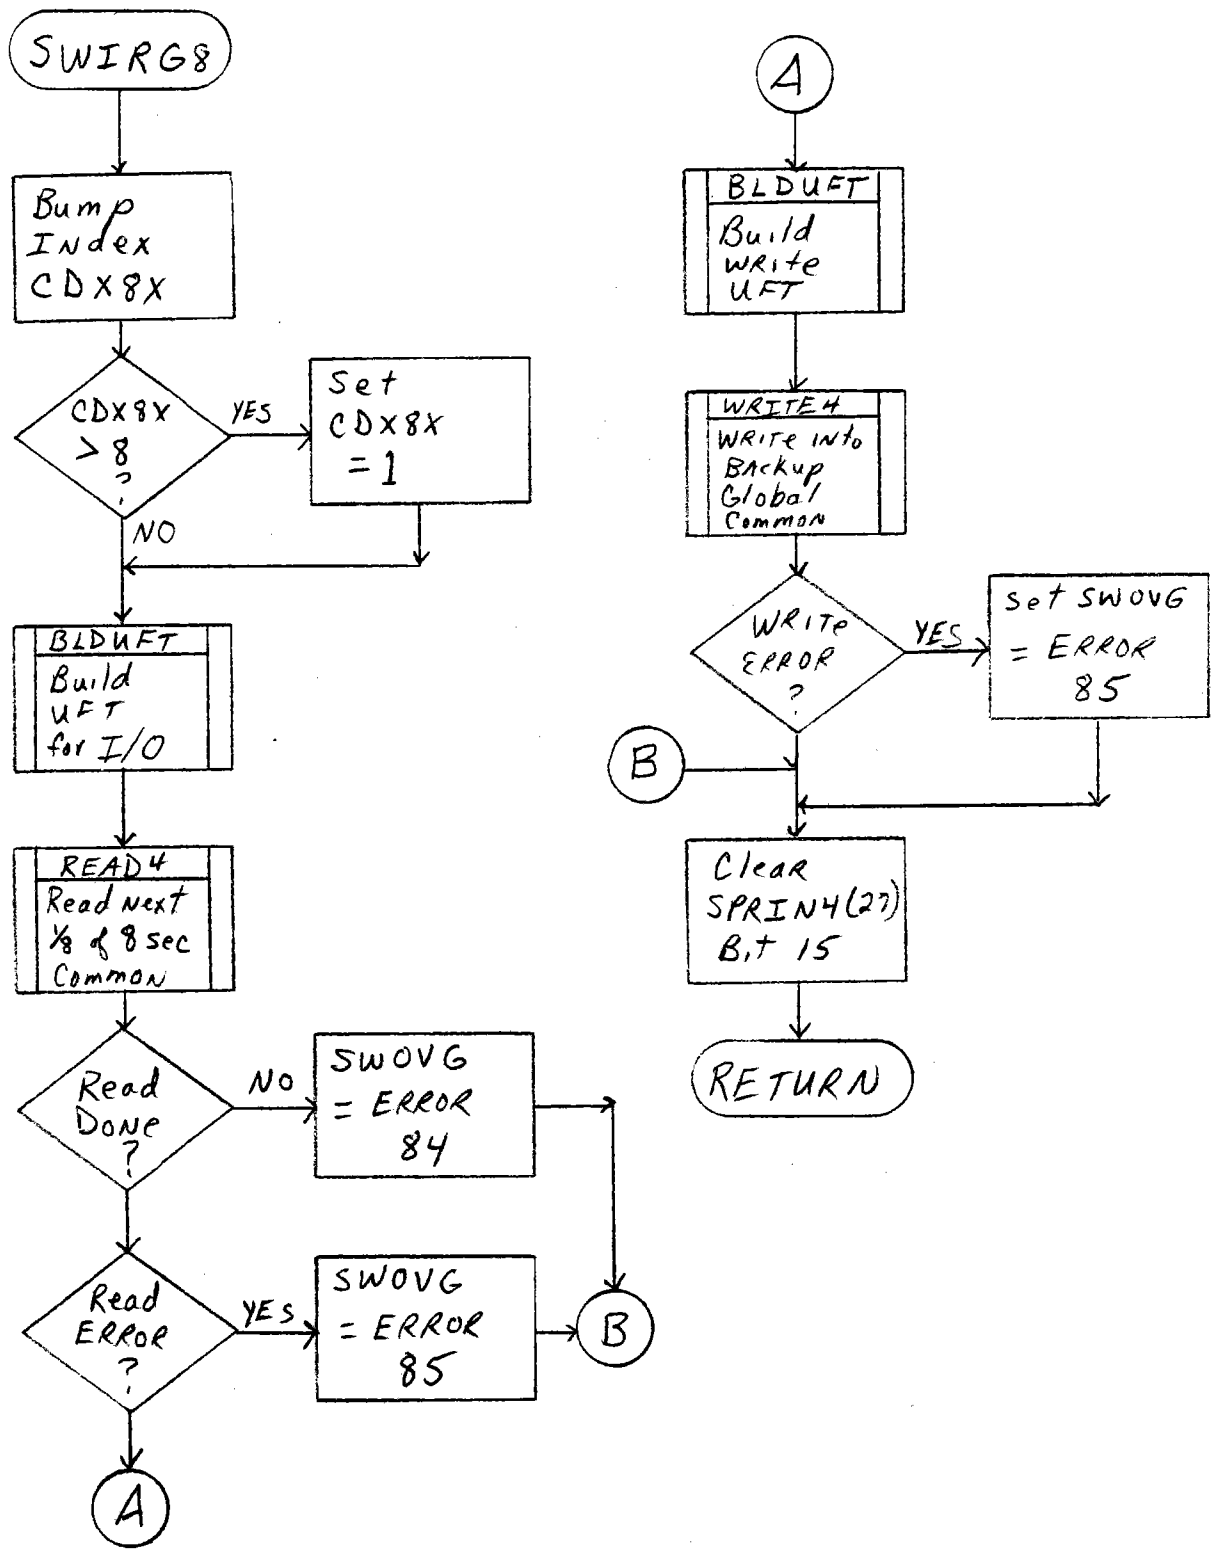 SWIRG8
Bump
Index
CDX8X
CDX8X
> 8
?
YES
Set
CDX8X
= 1
NO
BLDUFT
Build
UFT
for I/O
READ4
Read Next
1/8 of 8 sec
Common
Read
Done
?
NO
SWOVG
= ERROR
84
Read
ERROR
?
YES
SWOVG
= ERROR
85
B
A
A
BLDUFT
Build
Write
UFT
WRITE4
Write into
Backup
Global
Common
Write
ERROR
?
YES
Set SWOVG
= ERROR
85
B
Clear
SPRIN4(27)
Bit 15
RETURN